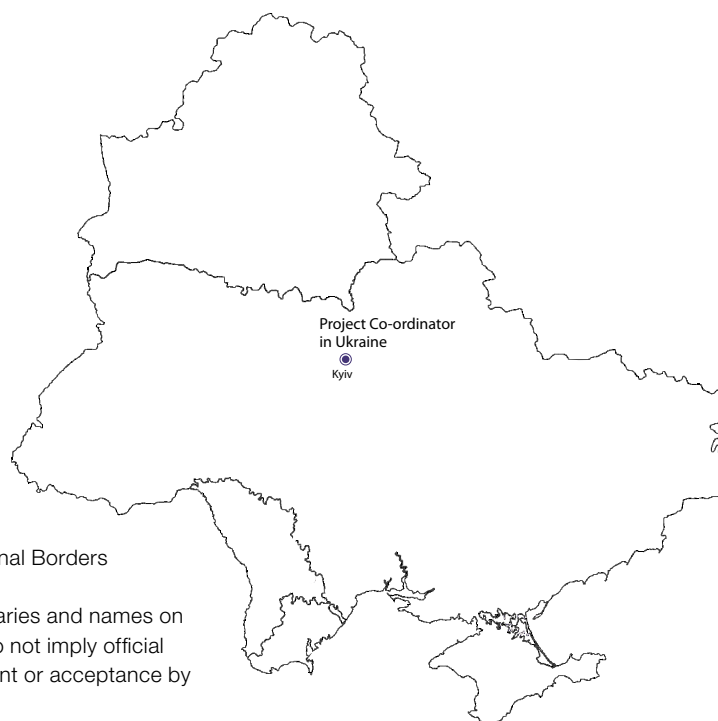 Project Co-ordinator
in Ukraine
Kyiv
nal Borders
aries and names on
o not imply official
nt or acceptance by